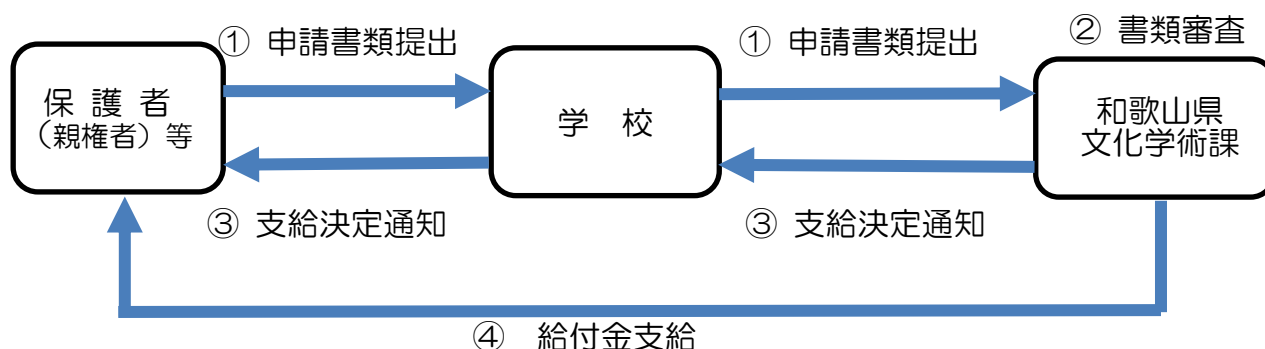 ① 申請書類提出
① 申請書類提出
② 書類審査
保 護 者
（親権者）等
学　校
和歌山県
文化学術課
③ 支給決定通知
③ 支給決定通知
④　給付金支給